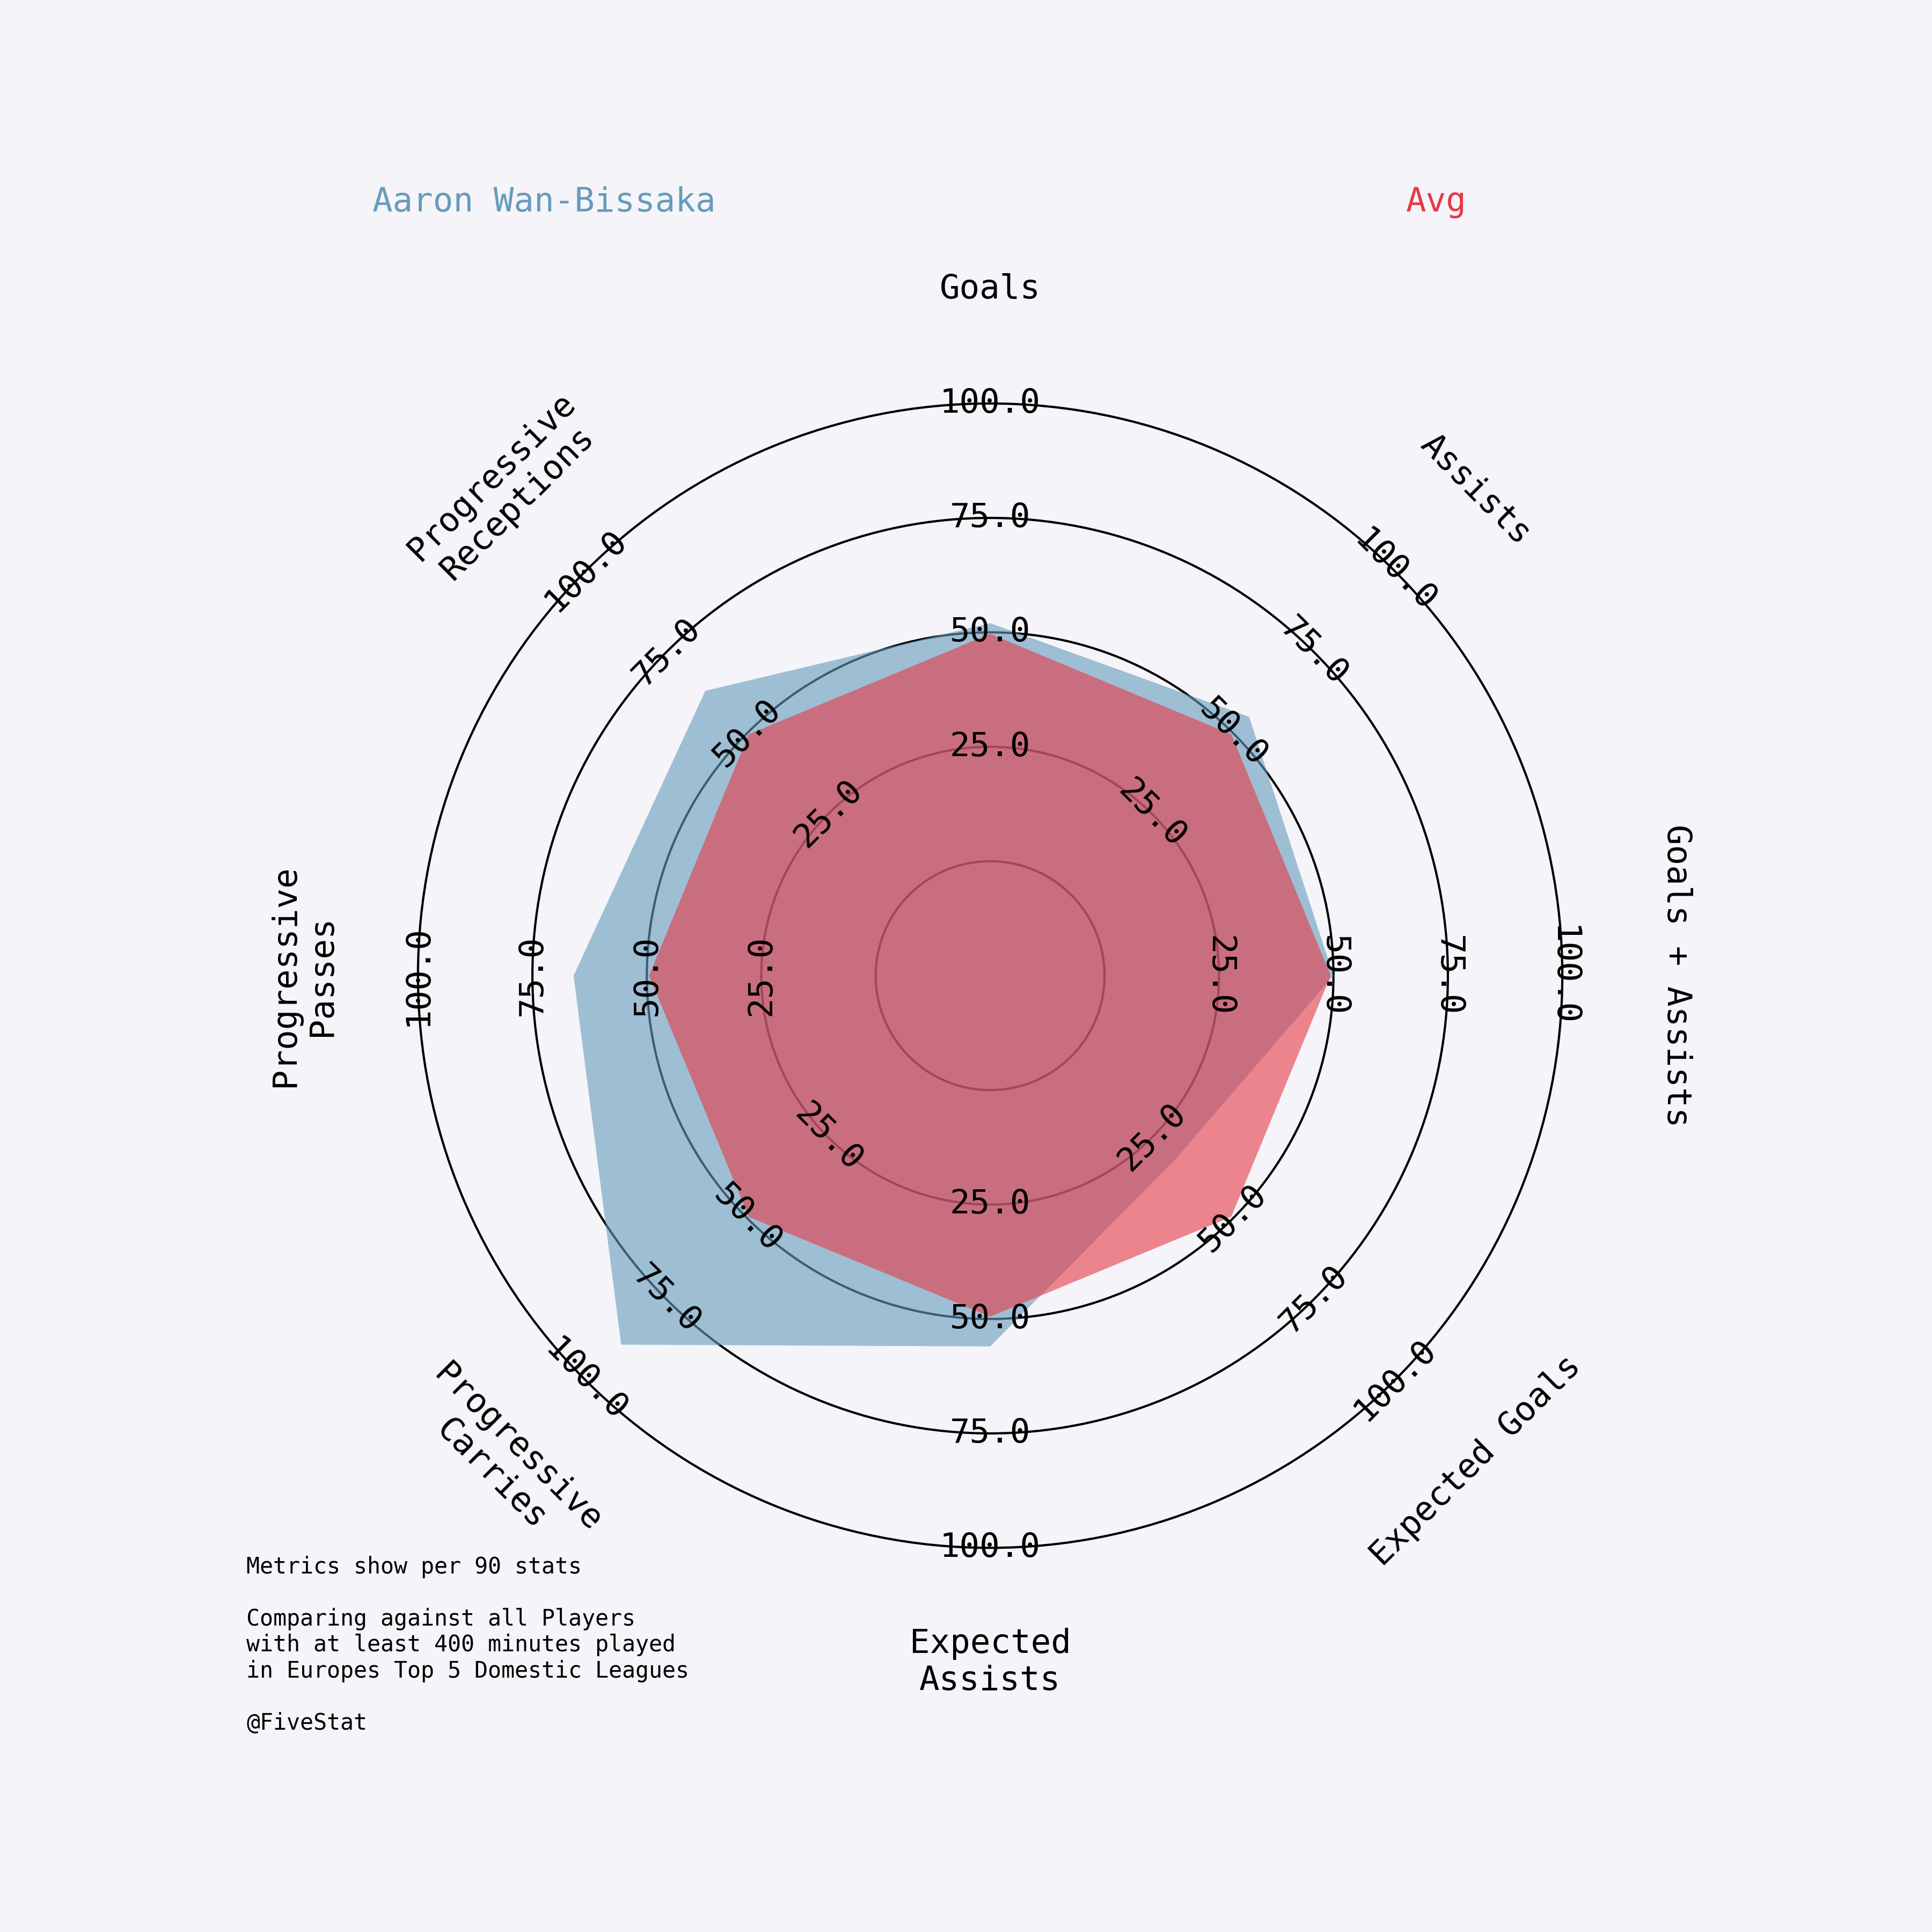 Aaron Wan-Bissaka
Avg
Goals
Assists
Goals + Assists
Expected Goals
Expected
Assists
Progressive
Carries
Progressive
Passes
Progressive
Receptions
25.0
50.0
75.0
100.0
25.0
50.0
75.0
100.0
25.0
50.0
75.0
100.0
25.0
50.0
75.0
100.0
25.0
50.0
75.0
100.0
25.0
50.0
75.0
100.0
25.0
50.0
75.0
100.0
25.0
50.0
75.0
100.0
Metrics show per 90 stats
Comparing against all Players
with at least 400 minutes played
in Europes Top 5 Domestic Leagues
@FiveStat